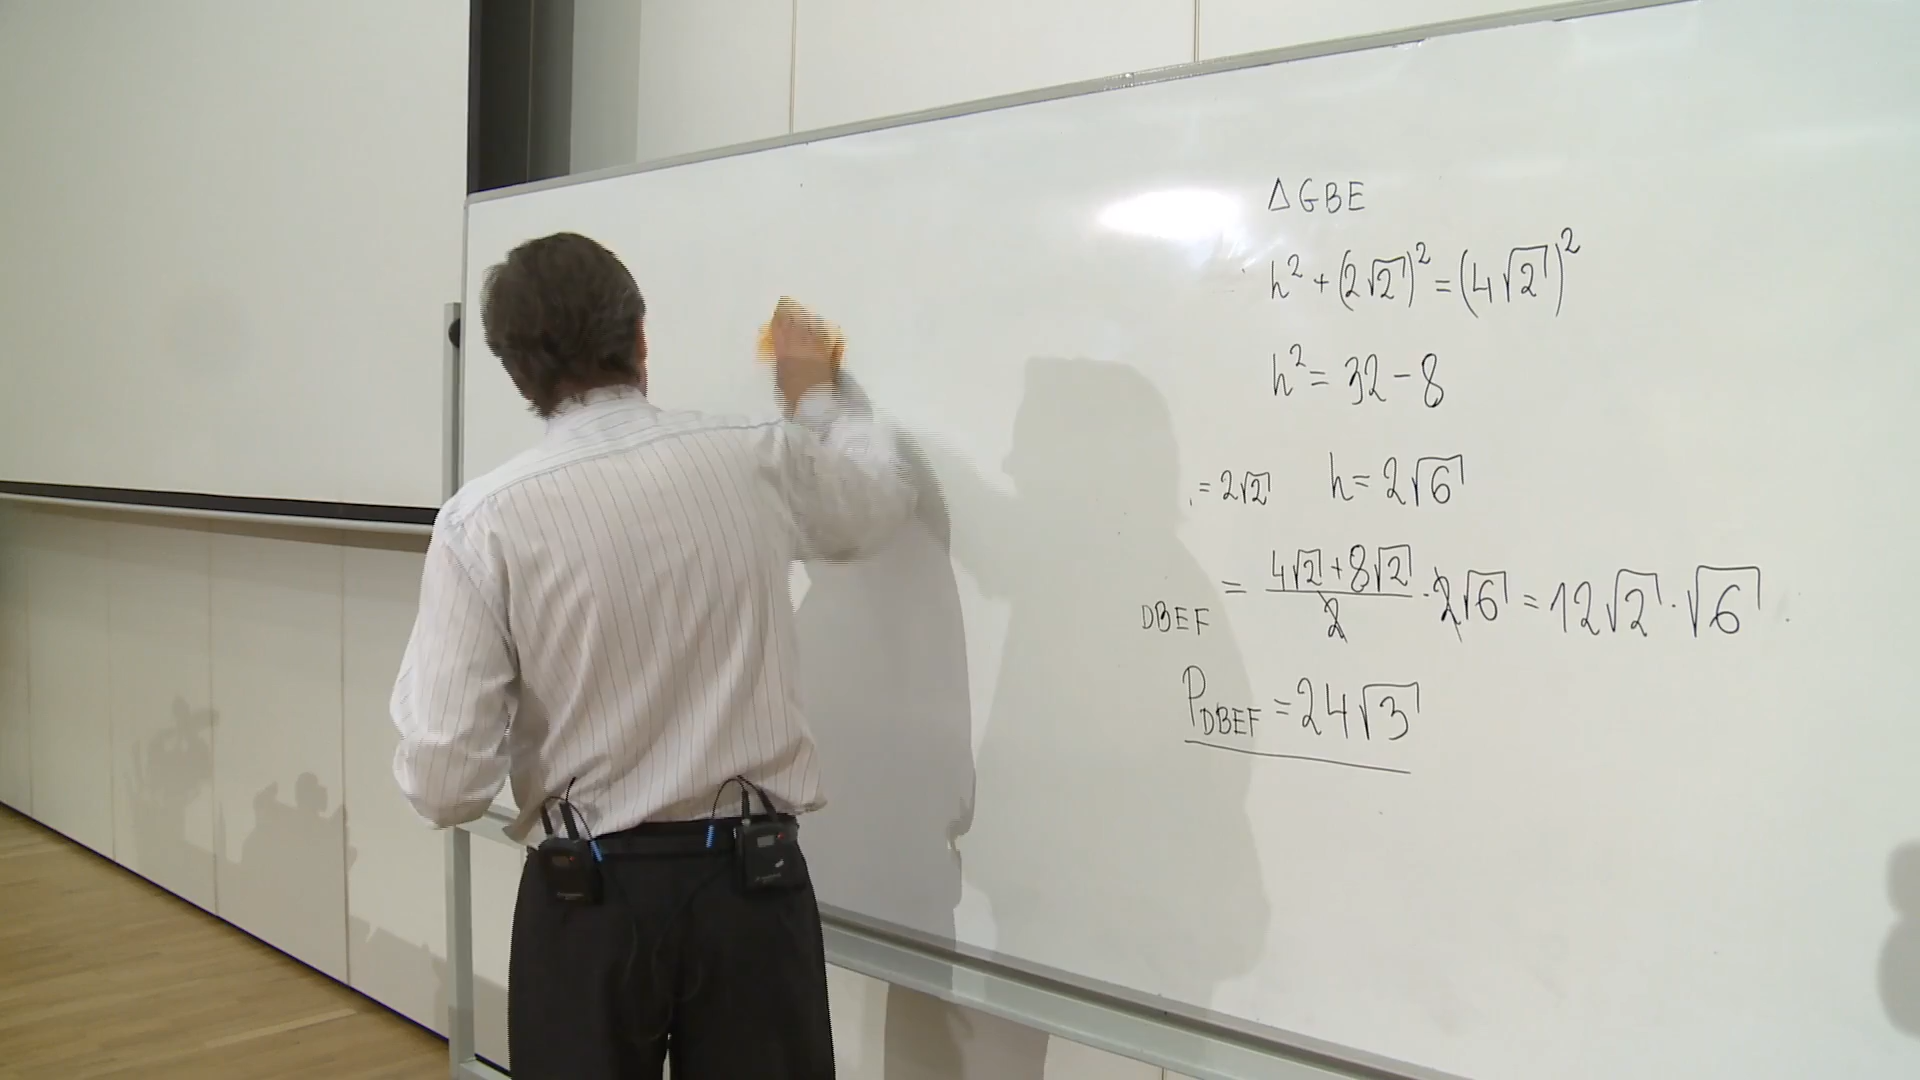 Δ GBE
h² + (2√2)² = (4√2)²
h² = 32 - 8
= 2√2 h = 2√6
DBEF = (4√2 + 8√2)/2 · 2√6 = 12√2 · √6
P_DBEF = 24√3